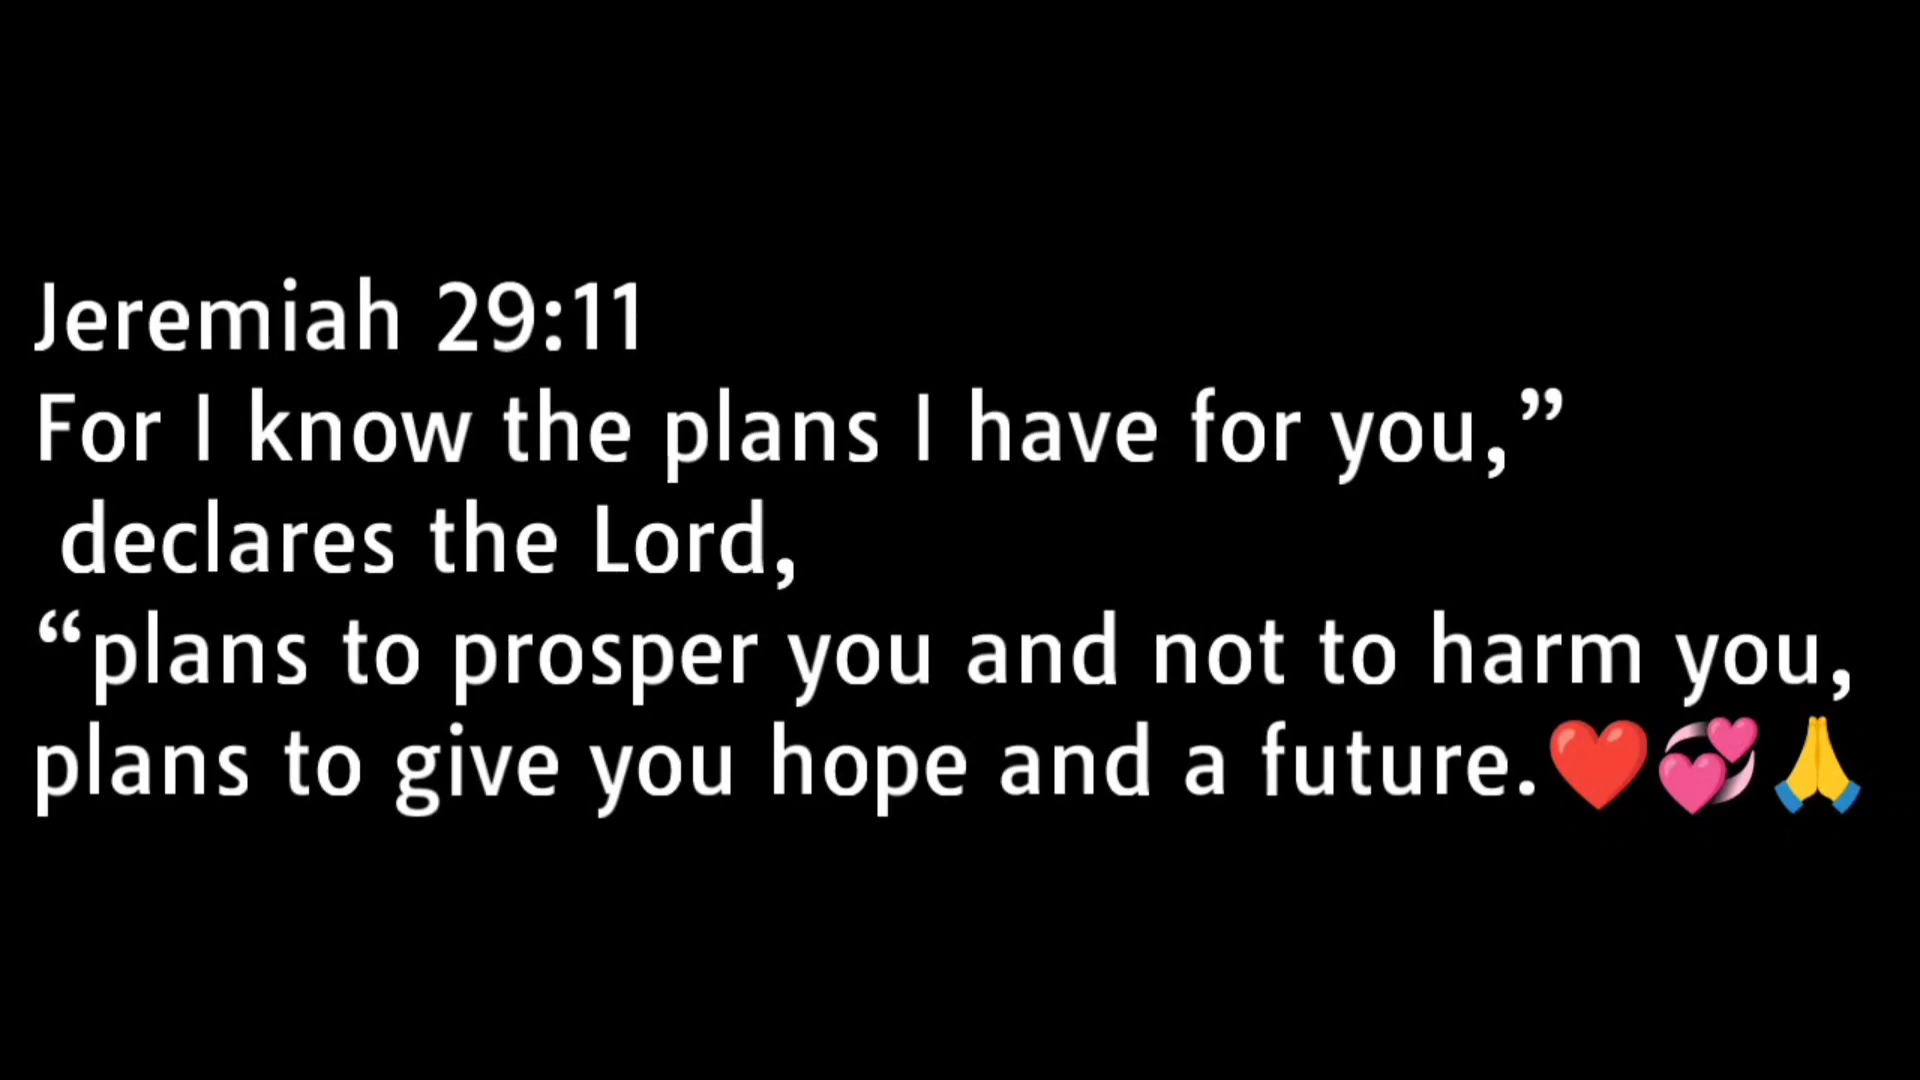 Jeremiah 29:11
For I know the plans I have for you,”
declares the Lord,
“plans to prosper you and not to harm you,
plans to give you hope and a future.❤️💞🙏